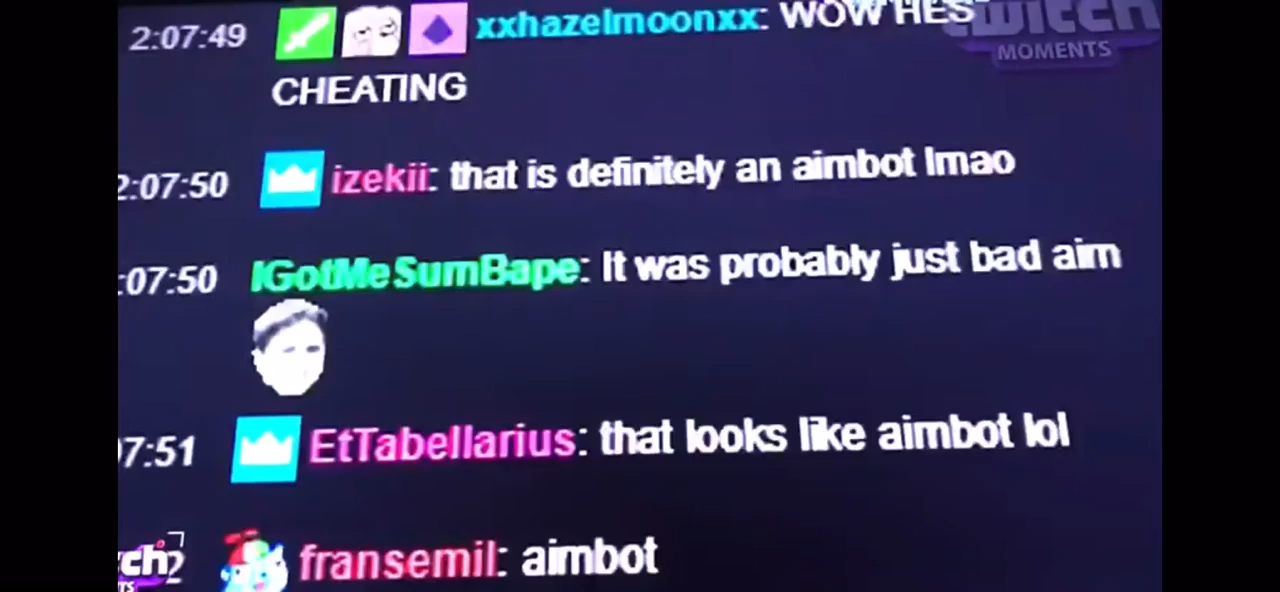 2:07:49 xxhazelmoonxx: WOW HES
CHEATING
twitch
MOMENTS
2:07:50 izekii: that is definitely an aimbot lmao
:07:50 IGotMeSumBape: It was probably just bad aim
7:51 EtTabellarius: that looks like aimbot lol
fransemil: aimbot